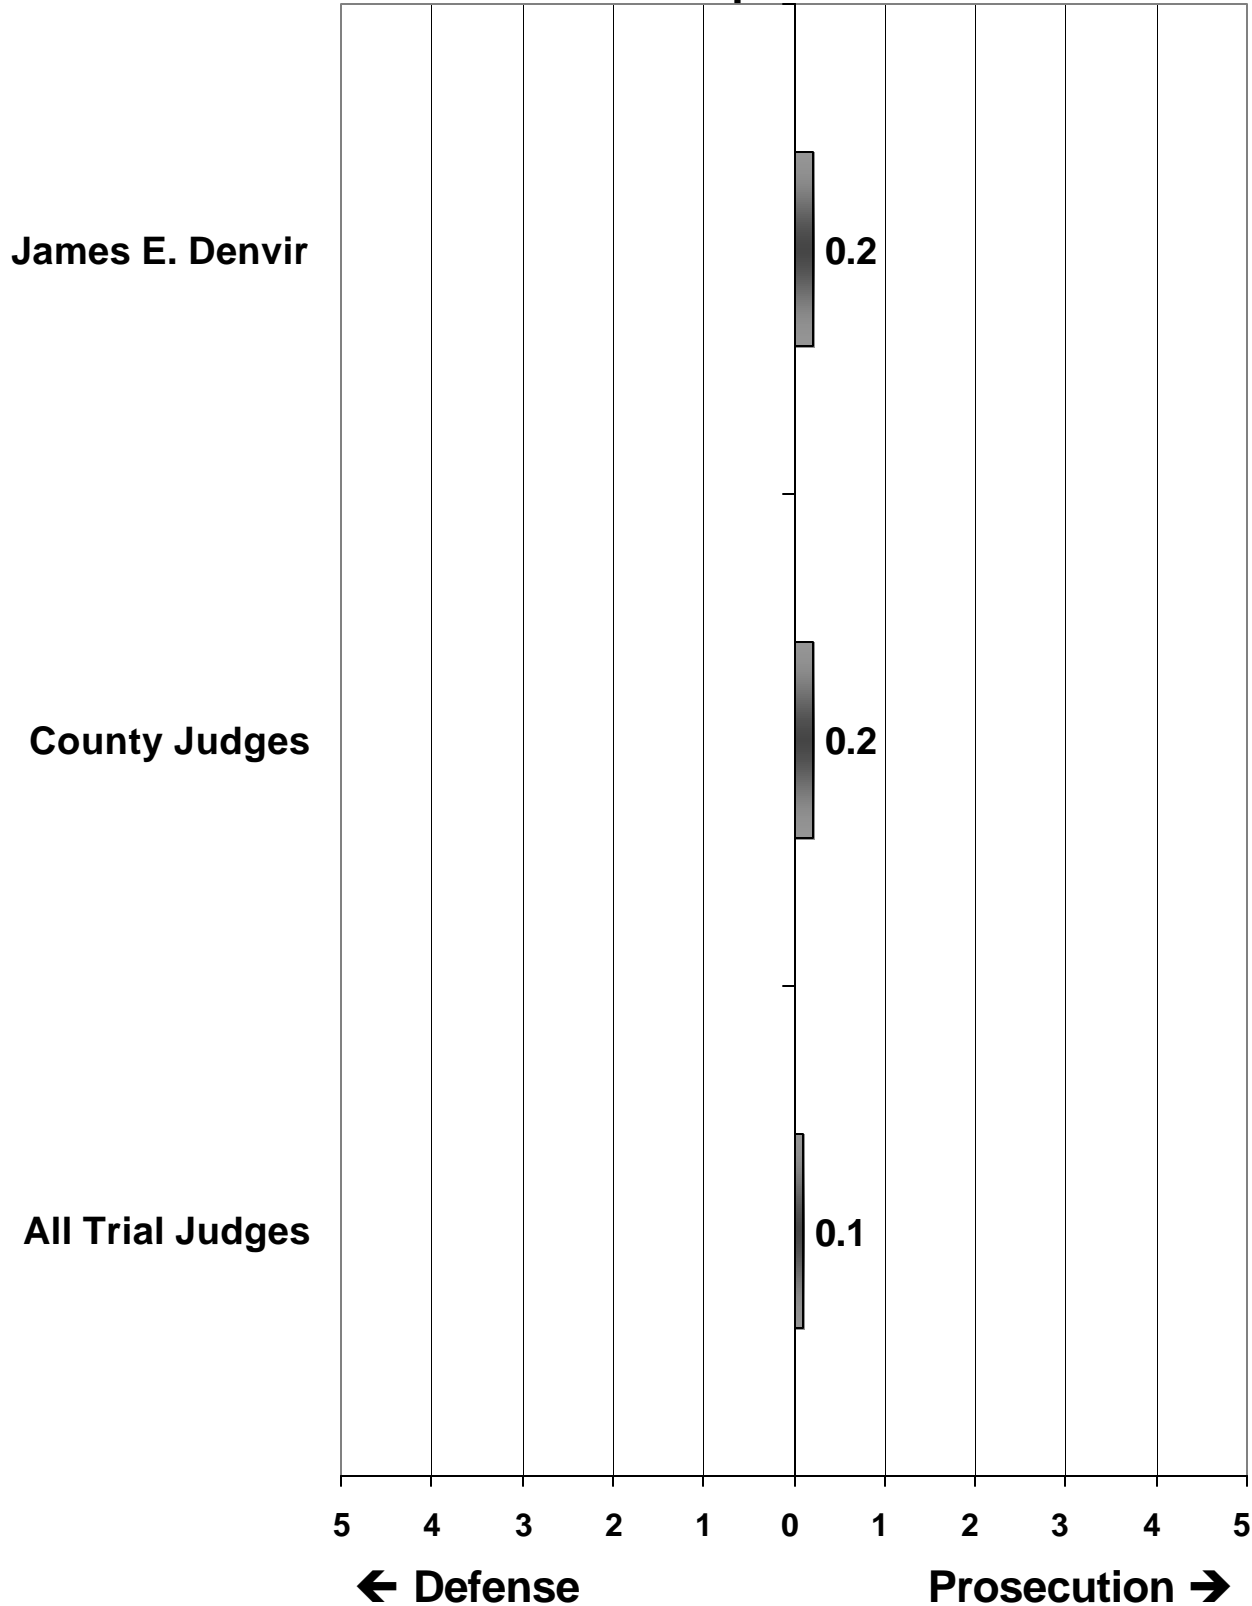 James E. Denvir
0.2
County Judges
0.2
All Trial Judges
0.1
5 4 3 2 1 0 1 2 3 4 5
← Defense Prosecution →